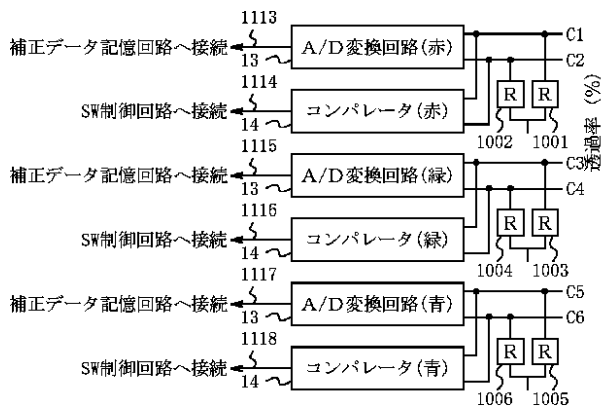 1113
補正データ記憶回路へ接続
13
A/D変換回路(赤)
C1
C2
1114
SW制御回路へ接続
14
コンパレータ(赤)
R
R
1002
1001
透過率 (%)
1115
補正データ記憶回路へ接続
13
A/D変換回路(緑)
C3
C4
1116
SW制御回路へ接続
14
コンパレータ(緑)
R
R
1004
1003
1117
補正データ記憶回路へ接続
13
A/D変換回路(青)
C5
C6
1118
SW制御回路へ接続
14
コンパレータ(青)
R
R
1006
1005